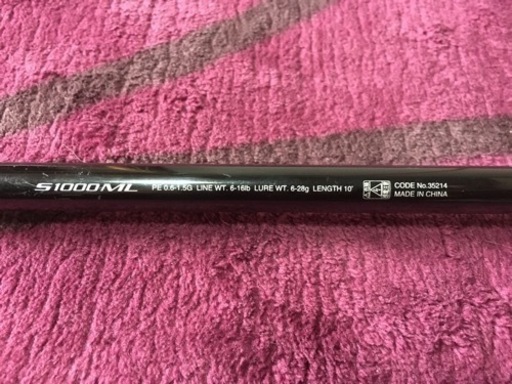 S1000ML PE 0.6-1.5G LINE WT. 6-16lb LURE WT. 6-28g LENGTH 10' CODE No.35214
MADE IN CHINA